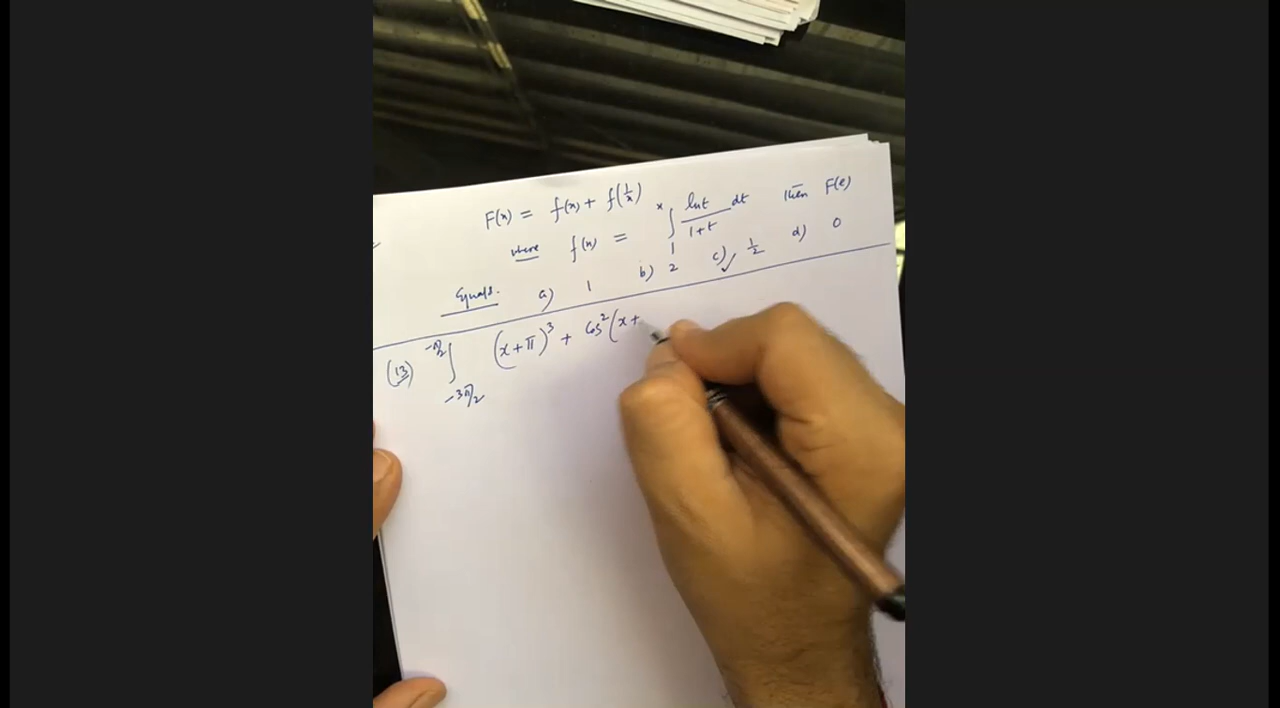 F(x) = f(x) + f(1/x)
where f(x) = ∫₁ˣ lnt/(1+t) dt then F(e)
Equals. a) 1 b) 2 c) ✓ 1/2 d) 0
(13) ∫_{-3π/2}^{-π/2} (x+π)³ + Cos²(x+